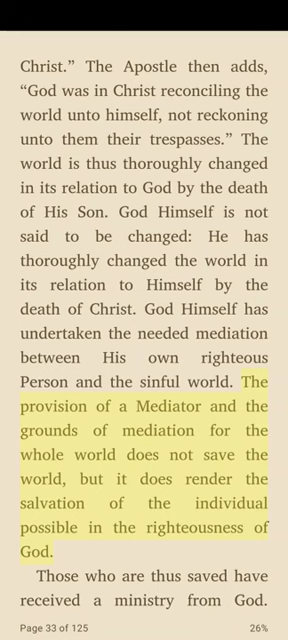 Christ.” The Apostle then adds,
“God was in Christ reconciling the
world unto himself, not reckoning
unto them their trespasses.” The
world is thus thoroughly changed
in its relation to God by the death
of His Son. God Himself is not
said to be changed: He has
thoroughly changed the world in
its relation to Himself by the
death of Christ. God Himself has
undertaken the needed mediation
between His own righteous
Person and the sinful world. The
provision of a Mediator and the
grounds of mediation for the
whole world does not save the
world, but it does render the
salvation of the individual
possible in the righteousness of
God.
Those who are thus saved have
received a ministry from God.
Page 33 of 125 26%